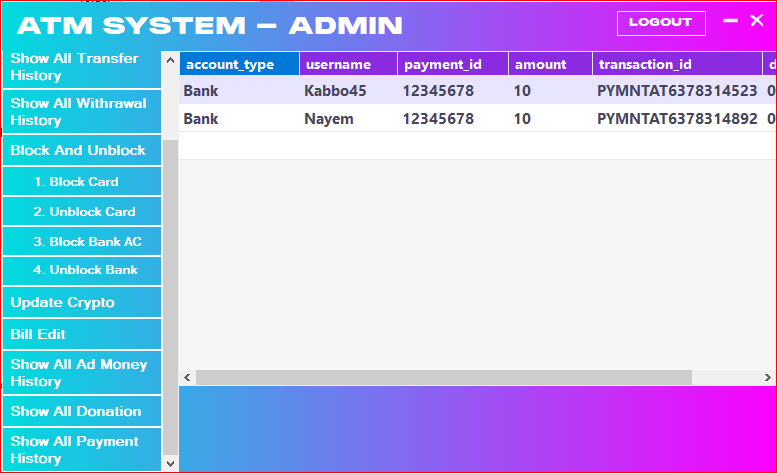 ATM SYSTEM – ADMIN
LOGOUT
Show All Transfer
History
Show All Withrawal
History
Block And Unblock
1. Block Card
2. Unblock Card
3. Block Bank AC
4. Unblock Bank
Update Crypto
Bill Edit
Show All Ad Money
History
Show All Donation
Show All Payment
History
account_type username payment_id amount transaction_id d
Bank Kabbo45 12345678 10 PYMNTAT6378314523 0
Bank Nayem 12345678 10 PYMNTAT6378314892 0